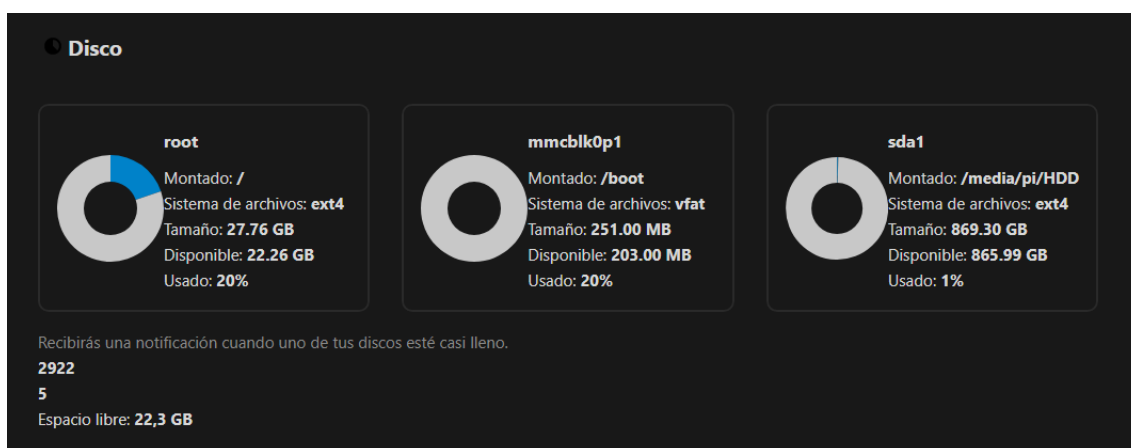 Disco
root
Montado: /
Sistema de archivos: ext4
Tamaño: 27.76 GB
Disponible: 22.26 GB
Usado: 20%
mmcblk0p1
Montado: /boot
Sistema de archivos: vfat
Tamaño: 251.00 MB
Disponible: 203.00 MB
Usado: 20%
sda1
Montado: /media/pi/HDD
Sistema de archivos: ext4
Tamaño: 869.30 GB
Disponible: 865.99 GB
Usado: 1%
Recibirás una notificación cuando uno de tus discos esté casi lleno.
2922
5
Espacio libre: 22,3 GB